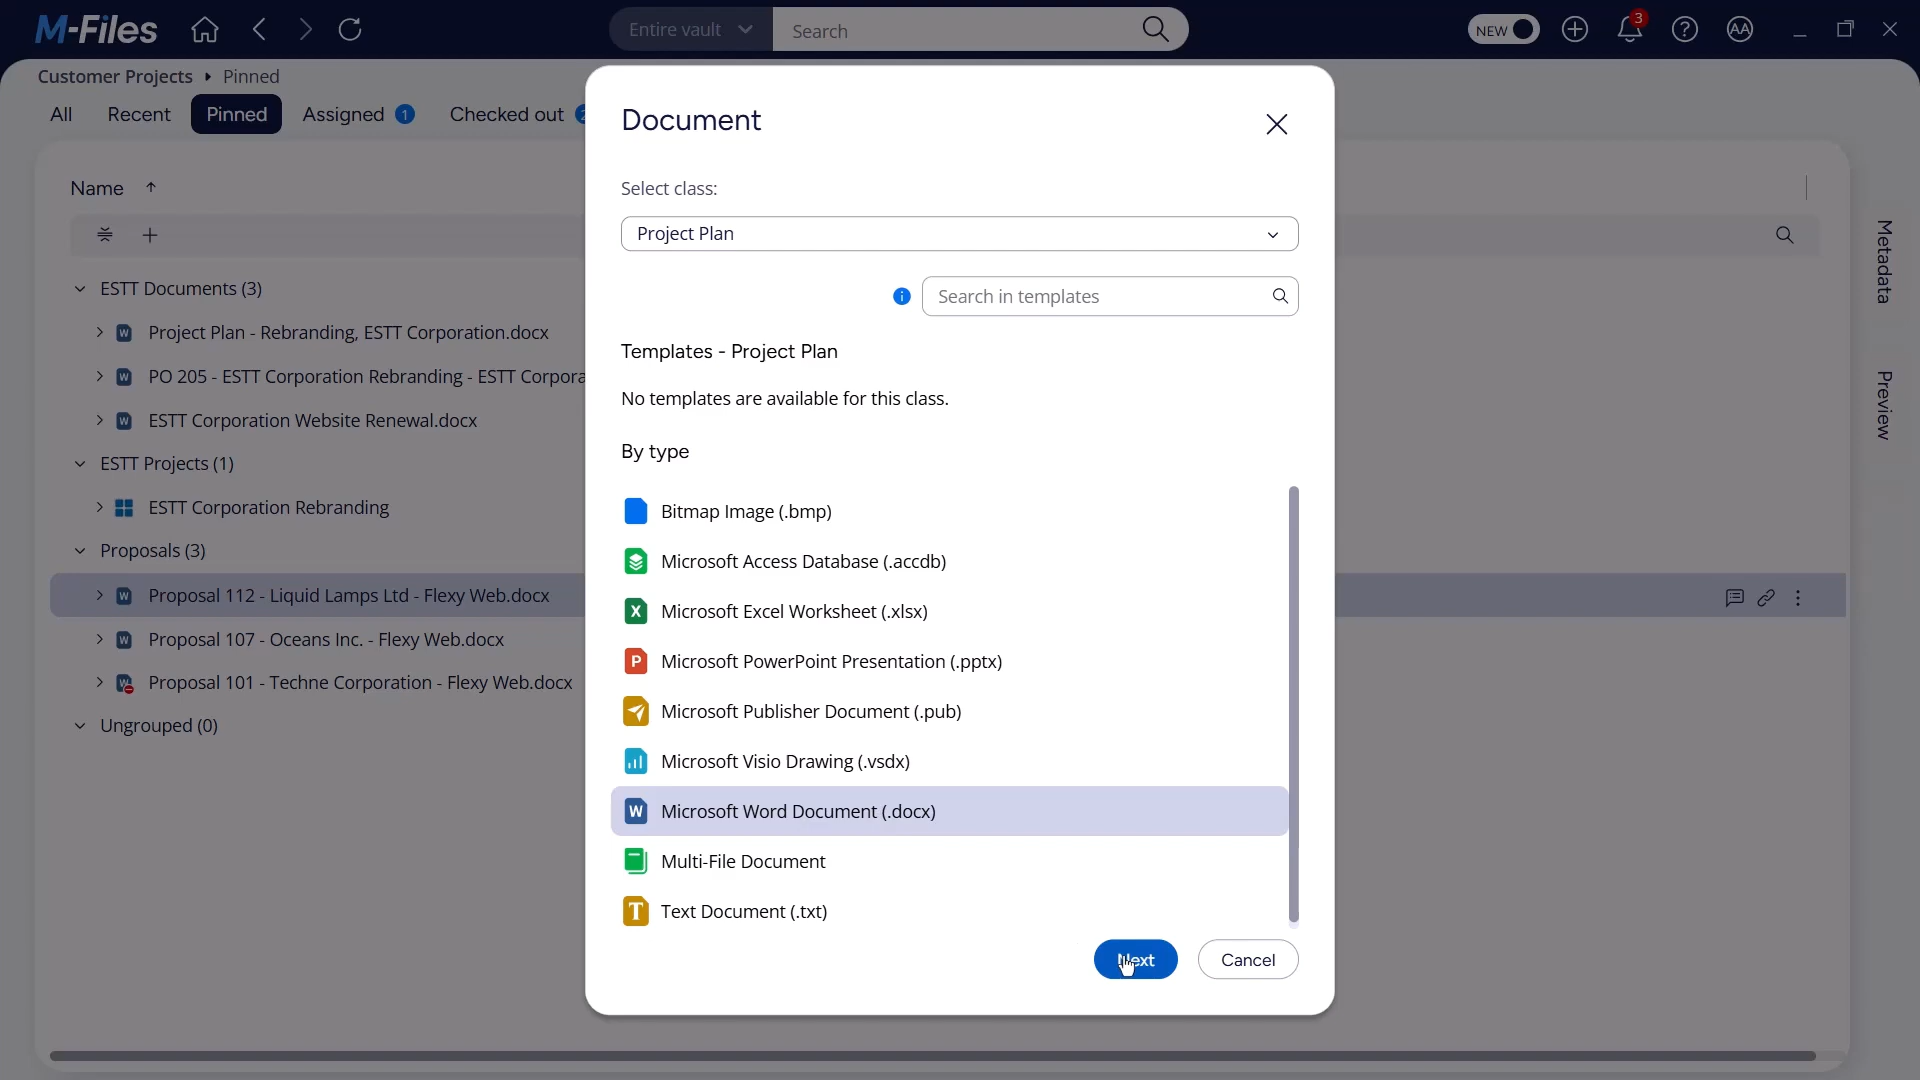 M-Files
Entire vault
Search
NEW
3
AA
Customer Projects
Pinned
All
Recent
Pinned
Assigned 1
Checked out
Name
ESTT Documents (3)
Project Plan - Rebranding, ESTT Corporation.docx
PO 205 - ESTT Corporation Rebranding - ESTT Corpora
ESTT Corporation Website Renewal.docx
ESTT Projects (1)
ESTT Corporation Rebranding
Proposals (3)
Proposal 112 - Liquid Lamps Ltd - Flexy Web.docx
Proposal 107 - Oceans Inc. - Flexy Web.docx
Proposal 101 - Techne Corporation - Flexy Web.docx
Ungrouped (0)
Document
Select class:
Project Plan
Search in templates
Templates - Project Plan
No templates are available for this class.
By type
Bitmap Image (.bmp)
Microsoft Access Database (.accdb)
Microsoft Excel Worksheet (.xlsx)
Microsoft PowerPoint Presentation (.pptx)
Microsoft Publisher Document (.pub)
Microsoft Visio Drawing (.vsdx)
Microsoft Word Document (.docx)
Multi-File Document
Text Document (.txt)
Next
Cancel
Metadata
Preview